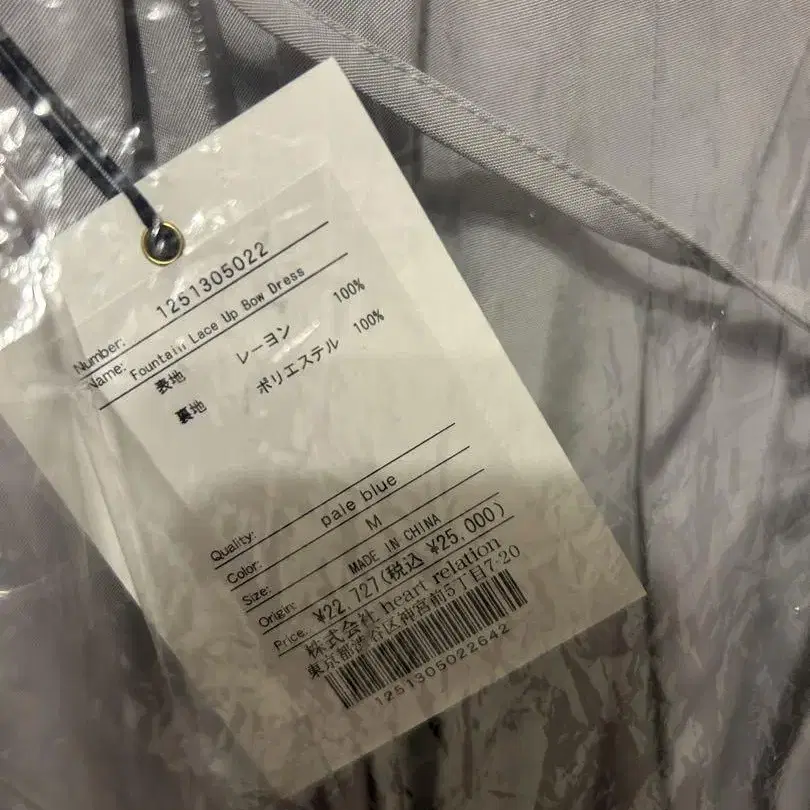 Number: 1251305022
Name: Fountain Lace Up Bow Dress
表地 レーヨン 100%
裏地 ポリエステル 100%
Quality:
Color: pale blue
Size: M
Origin: MADE IN CHINA
Price: ¥22,727(税込 ¥25,000)
株式会社 heart relation
東京都渋谷区神宮前5丁目7-20
1251305022642